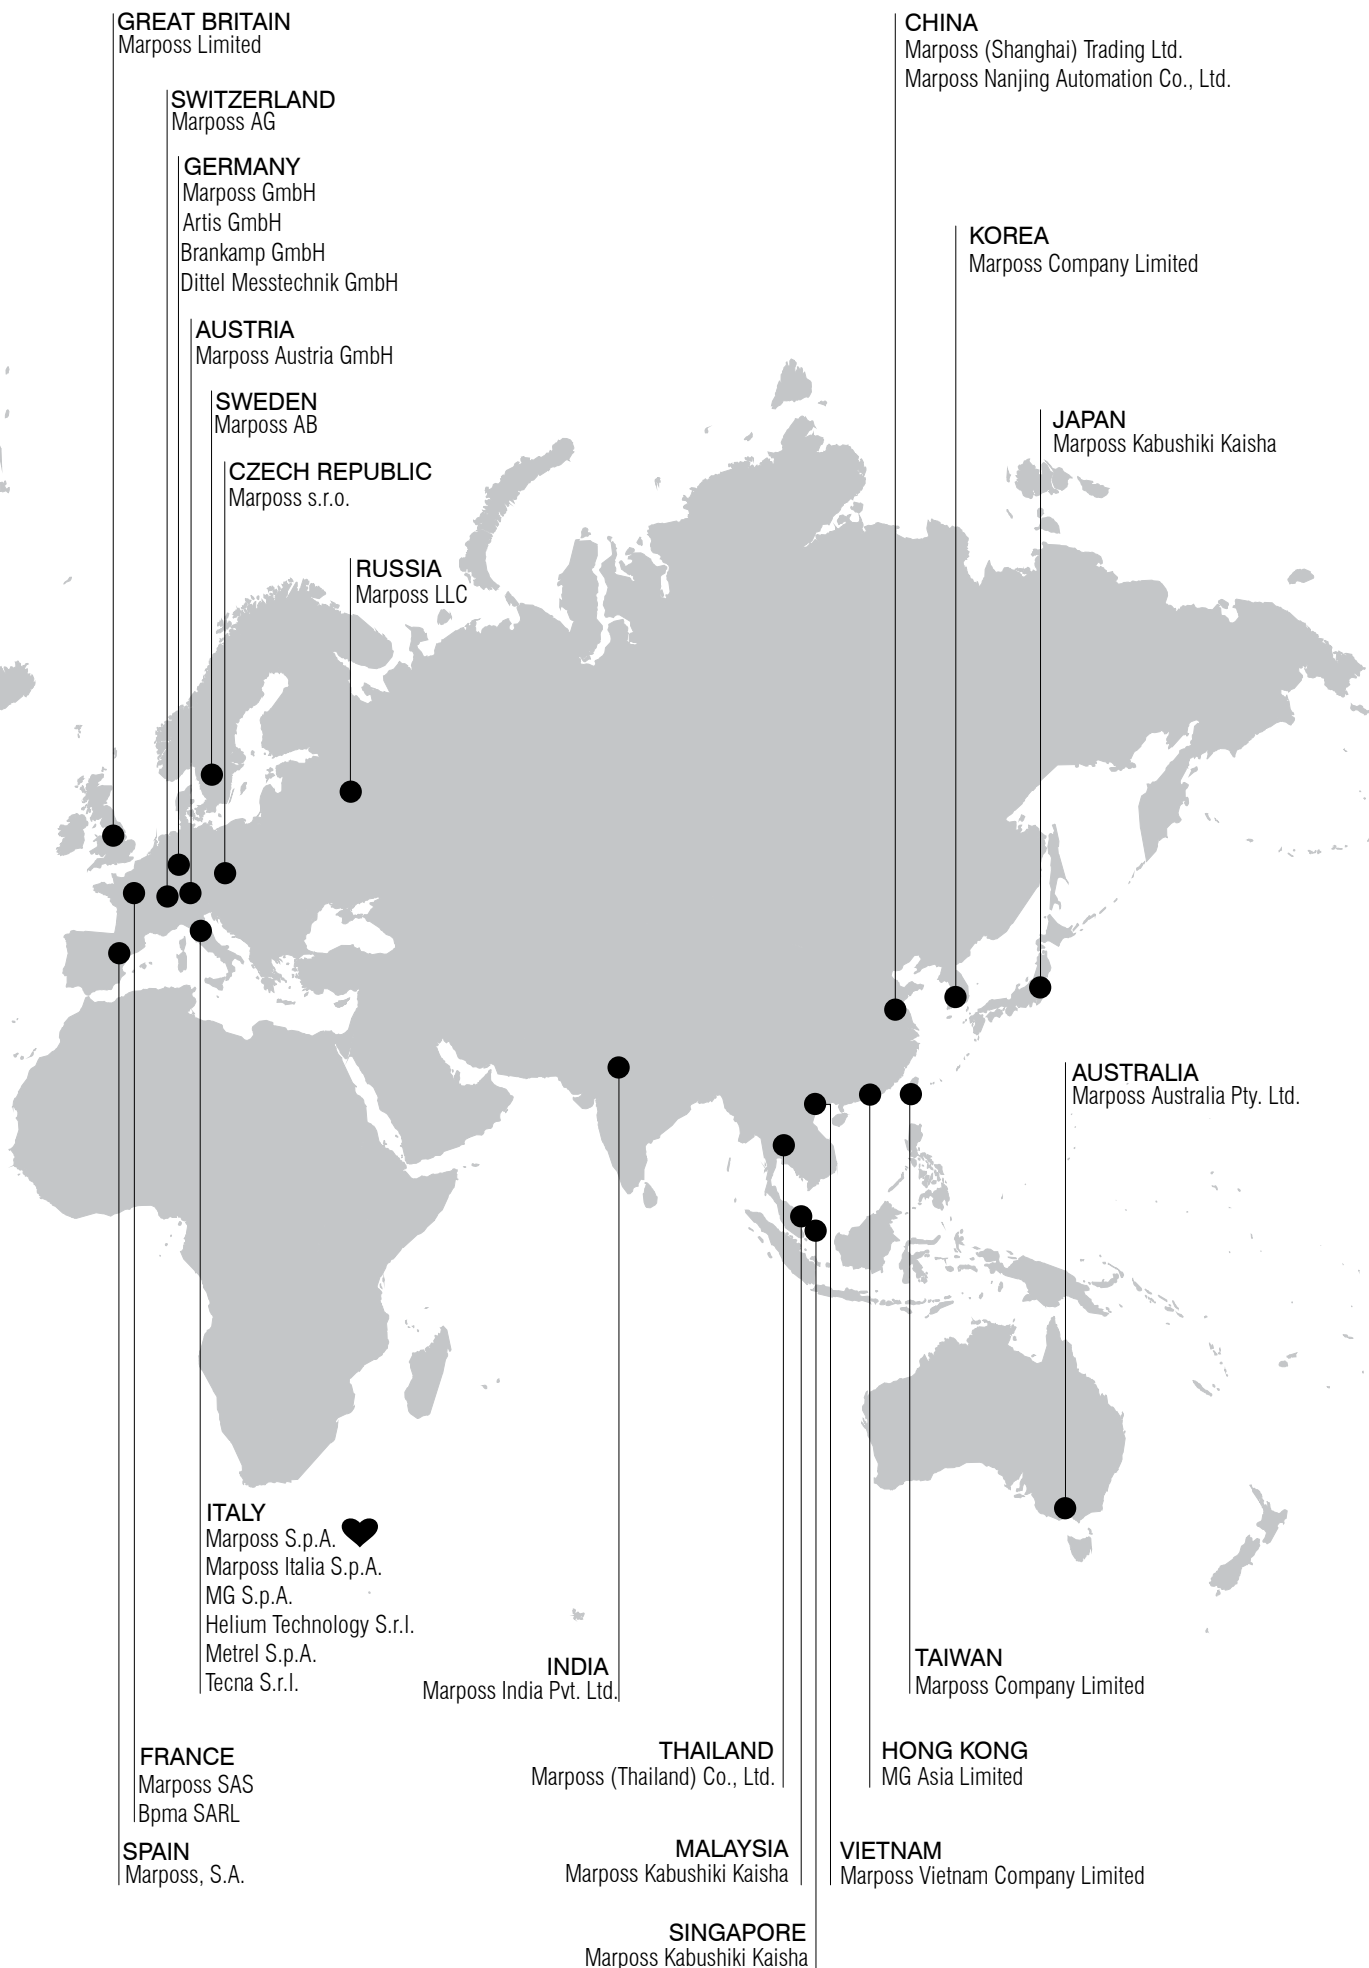 GREAT BRITAIN
Marposs Limited
SWITZERLAND
Marposs AG
GERMANY
Marposs GmbH
Artis GmbH
Brankamp GmbH
Dittel Messtechnik GmbH
AUSTRIA
Marposs Austria GmbH
SWEDEN
Marposs AB
CZECH REPUBLIC
Marposs s.r.o.
RUSSIA
Marposs LLC
CHINA
Marposs (Shanghai) Trading Ltd.
Marposs Nanjing Automation Co., Ltd.
KOREA
Marposs Company Limited
JAPAN
Marposs Kabushiki Kaisha
AUSTRALIA
Marposs Australia Pty. Ltd.
ITALY
Marposs S.p.A.
Marposs Italia S.p.A.
MG S.p.A.
Helium Technology S.r.l.
Metrel S.p.A.
Tecna S.r.l.
FRANCE
Marposs SAS
Bpma SARL
SPAIN
Marposs, S.A.
INDIA
Marposs India Pvt. Ltd.
THAILAND
Marposs (Thailand) Co., Ltd.
MALAYSIA
Marposs Kabushiki Kaisha
SINGAPORE
Marposs Kabushiki Kaisha
TAIWAN
Marposs Company Limited
HONG KONG
MG Asia Limited
VIETNAM
Marposs Vietnam Company Limited